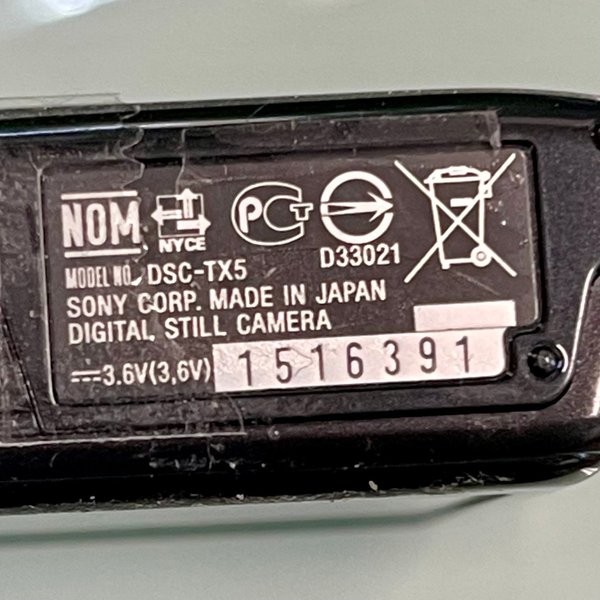 NOM
NYCE
PCT
D33021
MODEL NO. DSC-TX5
SONY CORP. MADE IN JAPAN
DIGITAL STILL CAMERA
⎓3.6V(3,6V)
1516391